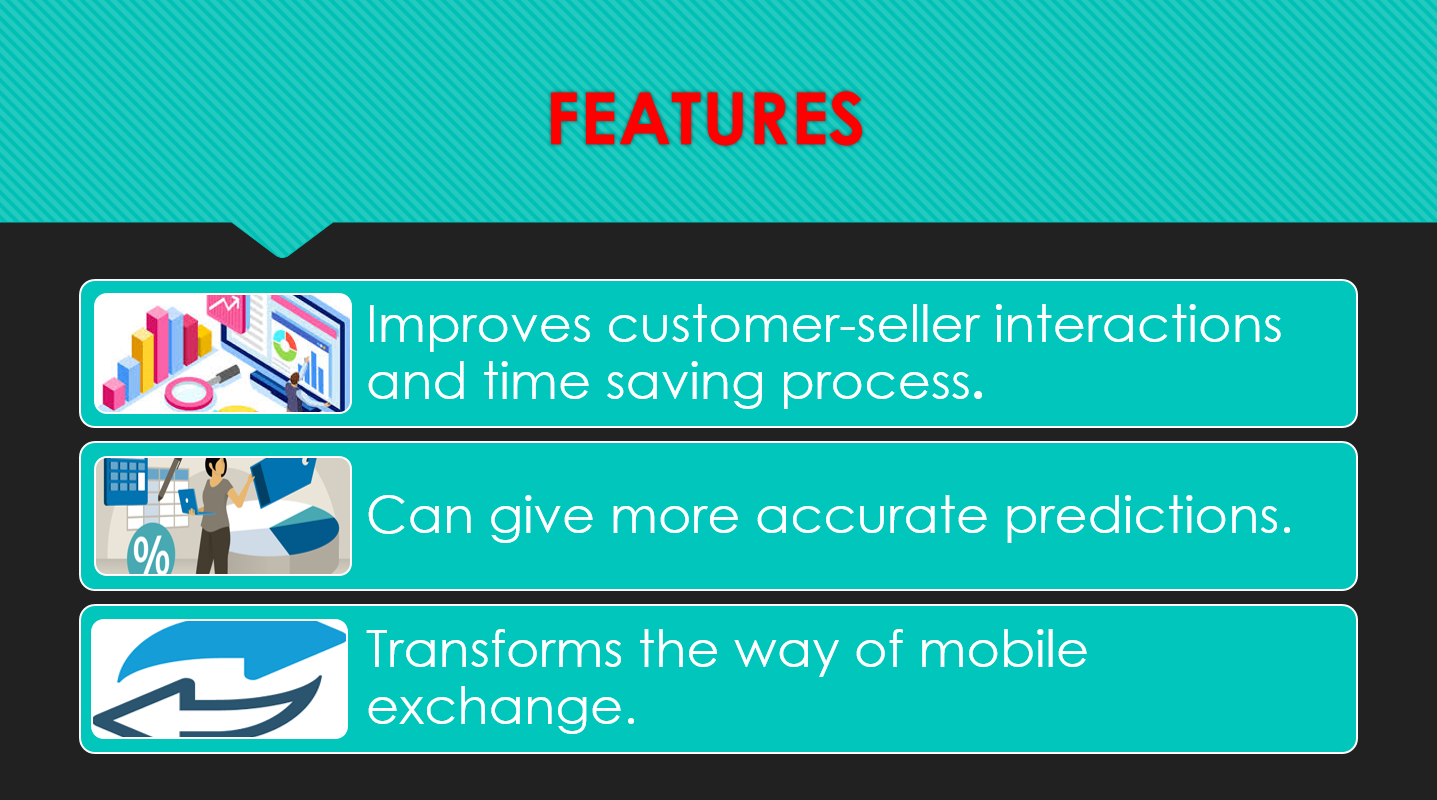 FEATURES
Improves customer-seller interactions
and time saving process.
Can give more accurate predictions.
%
Transforms the way of mobile
exchange.